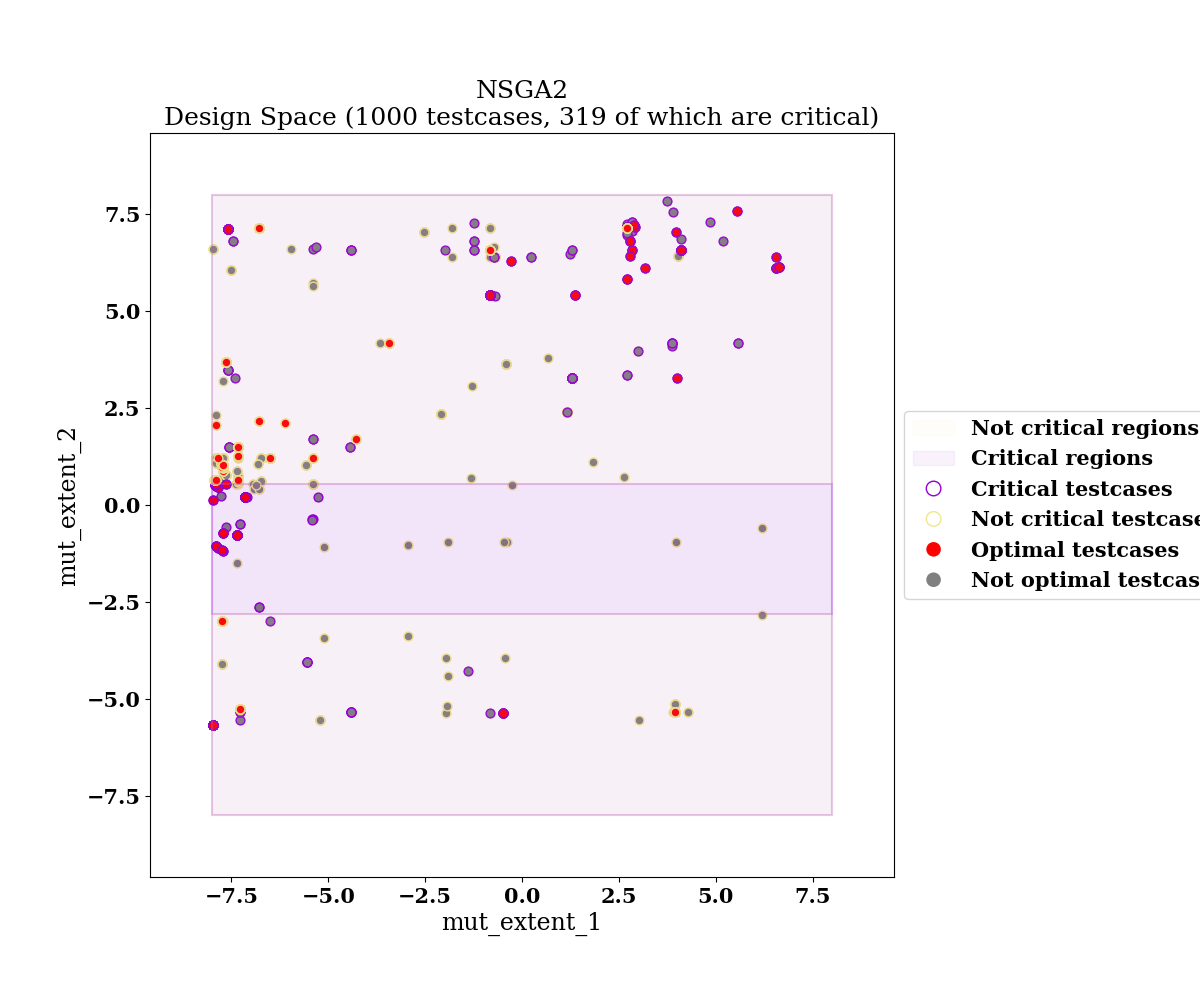 NSGA2
Design Space (1000 testcases, 319 of which are critical)
mut_extent_2
7.5
5.0
2.5
0.0
−2.5
−5.0
−7.5
−7.5
−5.0
−2.5
0.0
2.5
5.0
7.5
mut_extent_1
Not critical regions
Critical regions
Critical testcases
Not critical testcase
Optimal testcases
Not optimal testcas